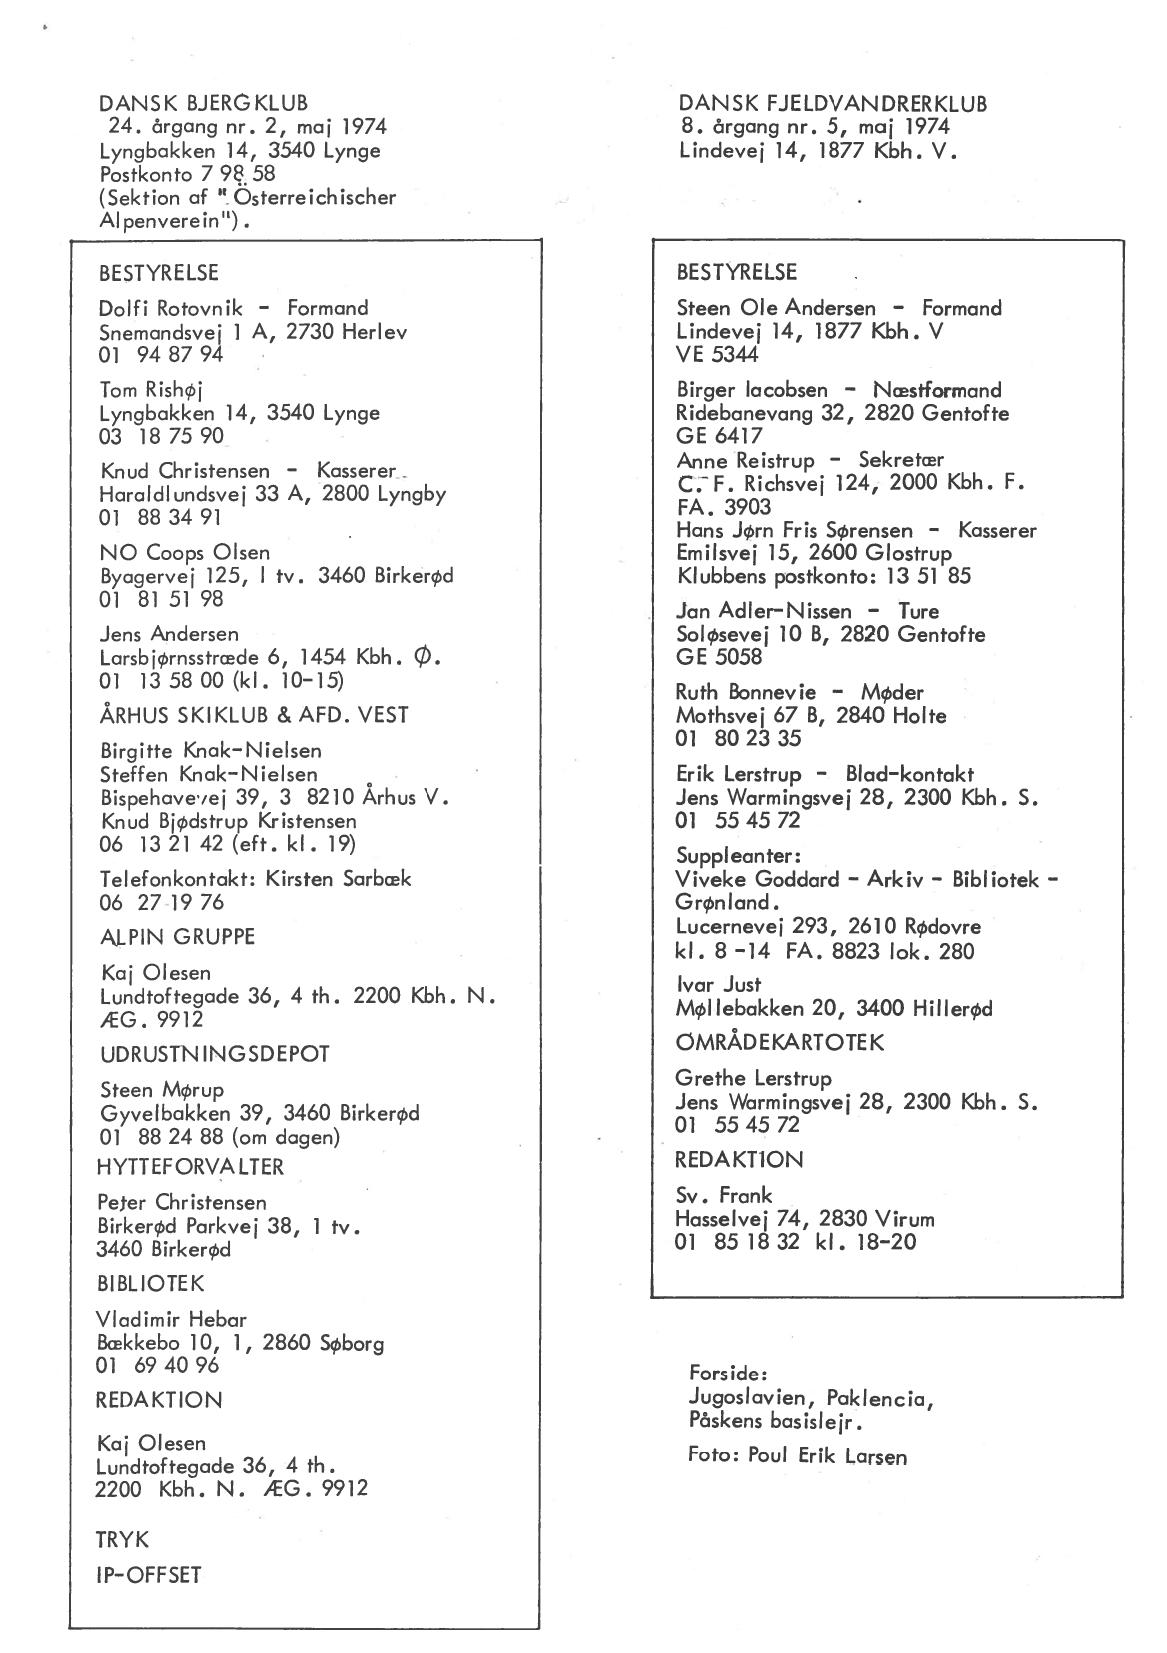 DANSK BJERGKLUB
24. årgang nr. 2, maj 1974
Lyngbakken 14, 3540 Lynge
Postkonto 7 98 58
(Sektion af "Österreichischer
Alpenverein").
BESTYRELSE
Dolfi Rotovnik - Formand
Snemandsvej 1 A, 2730 Herlev
01 94 87 94
Tom Rishøj
Lyngbakken 14, 3540 Lynge
03 18 75 90
Knud Christensen - Kasserer
Haraldlundsvej 33 A, 2800 Lyngby
01 88 34 91
NO Coops Olsen
Byagervej 125, 1 tv. 3460 Birkerød
01 81 51 98
Jens Andersen
Larsbjørnsstræde 6, 1454 Kbh. Ø.
01 13 58 00 (kl. 10-15)
ÅRHUS SKIKLUB & AFD. VEST
Birgitte Knak-Nielsen
Steffen Knak-Nielsen
Bispehavevej 39, 3 8210 Århus V.
Knud Bjødstrup Kristensen
06 13 21 42 (eft. kl. 19)
Telefonkontakt: Kirsten Sarbæk
06 27 19 76
ALPIN GRUPPE
Kaj Olesen
Lundtoftegade 36, 4 th. 2200 Kbh. N.
ÆG. 9912
UDRUSTNINGSDEPOT
Steen Mørup
Gyvelbakken 39, 3460 Birkerød
01 88 24 88 (om dagen)
HYTTEFORVALTER
Peter Christensen
Birkerød Parkvej 38, 1 tv.
3460 Birkerød
BIBLIOTEK
Vladimir Hebar
Bækkebo 10, 1, 2860 Søborg
01 69 40 96
REDAKTION
Kaj Olesen
Lundtoftegade 36, 4 th.
2200 Kbh. N. ÆG. 9912
TRYK
IP-OFFSET
DANSK FJELDVANDRERKLUB
8. årgang nr. 5, maj 1974
Lindevej 14, 1877 Kbh. V.
BESTYRELSE
Steen Ole Andersen - Formand
Lindevej 14, 1877 Kbh. V
VE 5344
Birger Iacobsen - Næstformand
Ridebanevang 32, 2820 Gentofte
GE 6417
Anne Reistrup - Sekretær
C. F. Richsvej 124, 2000 Kbh. F.
FA. 3903
Hans Jørn Fris Sørensen - Kasserer
Emilsvej 15, 2600 Glostrup
Klubbens postkonto: 13 51 85
Jan Adler-Nissen - Ture
Soløsevej 10 B, 2820 Gentofte
GE 5058
Ruth Bonnevie - Møder
Mothsvej 67 B, 2840 Holte
01 80 23 35
Erik Lerstrup - Blad-kontakt
Jens Warmingsvej 28, 2300 Kbh. S.
01 55 45 72
Suppleanter:
Viveke Goddard - Arkiv - Bibliotek -
Grønland.
Lucernevej 293, 2610 Rødovre
kl. 8 -14 FA. 8823 lok. 280
Ivar Just
Møllebakken 20, 3400 Hillerød
OMRÅDEKARTOTEK
Grethe Lerstrup
Jens Warmingsvej 28, 2300 Kbh. S.
01 55 45 72
REDAKTION
Sv. Frank
Hasselvej 74, 2830 Virum
01 85 18 32 kl. 18-20
Forside:
Jugoslavien, Paklencia,
Påskens basislejr.
Foto: Poul Erik Larsen